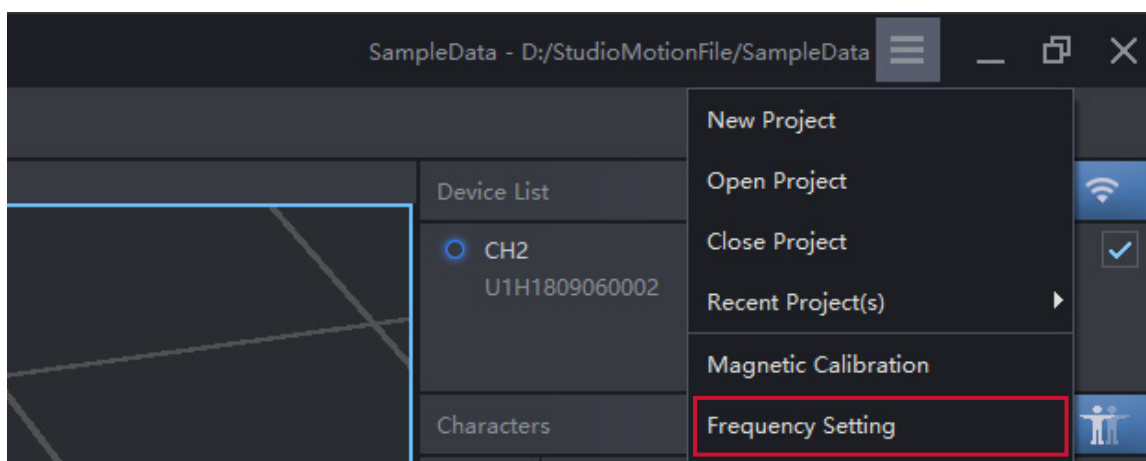 SampleData - D:/StudioMotionFile/SampleData
New Project
Open Project
Close Project
Recent Project(s)
Magnetic Calibration
Frequency Setting
Device List
CH2
U1H1809060002
Characters